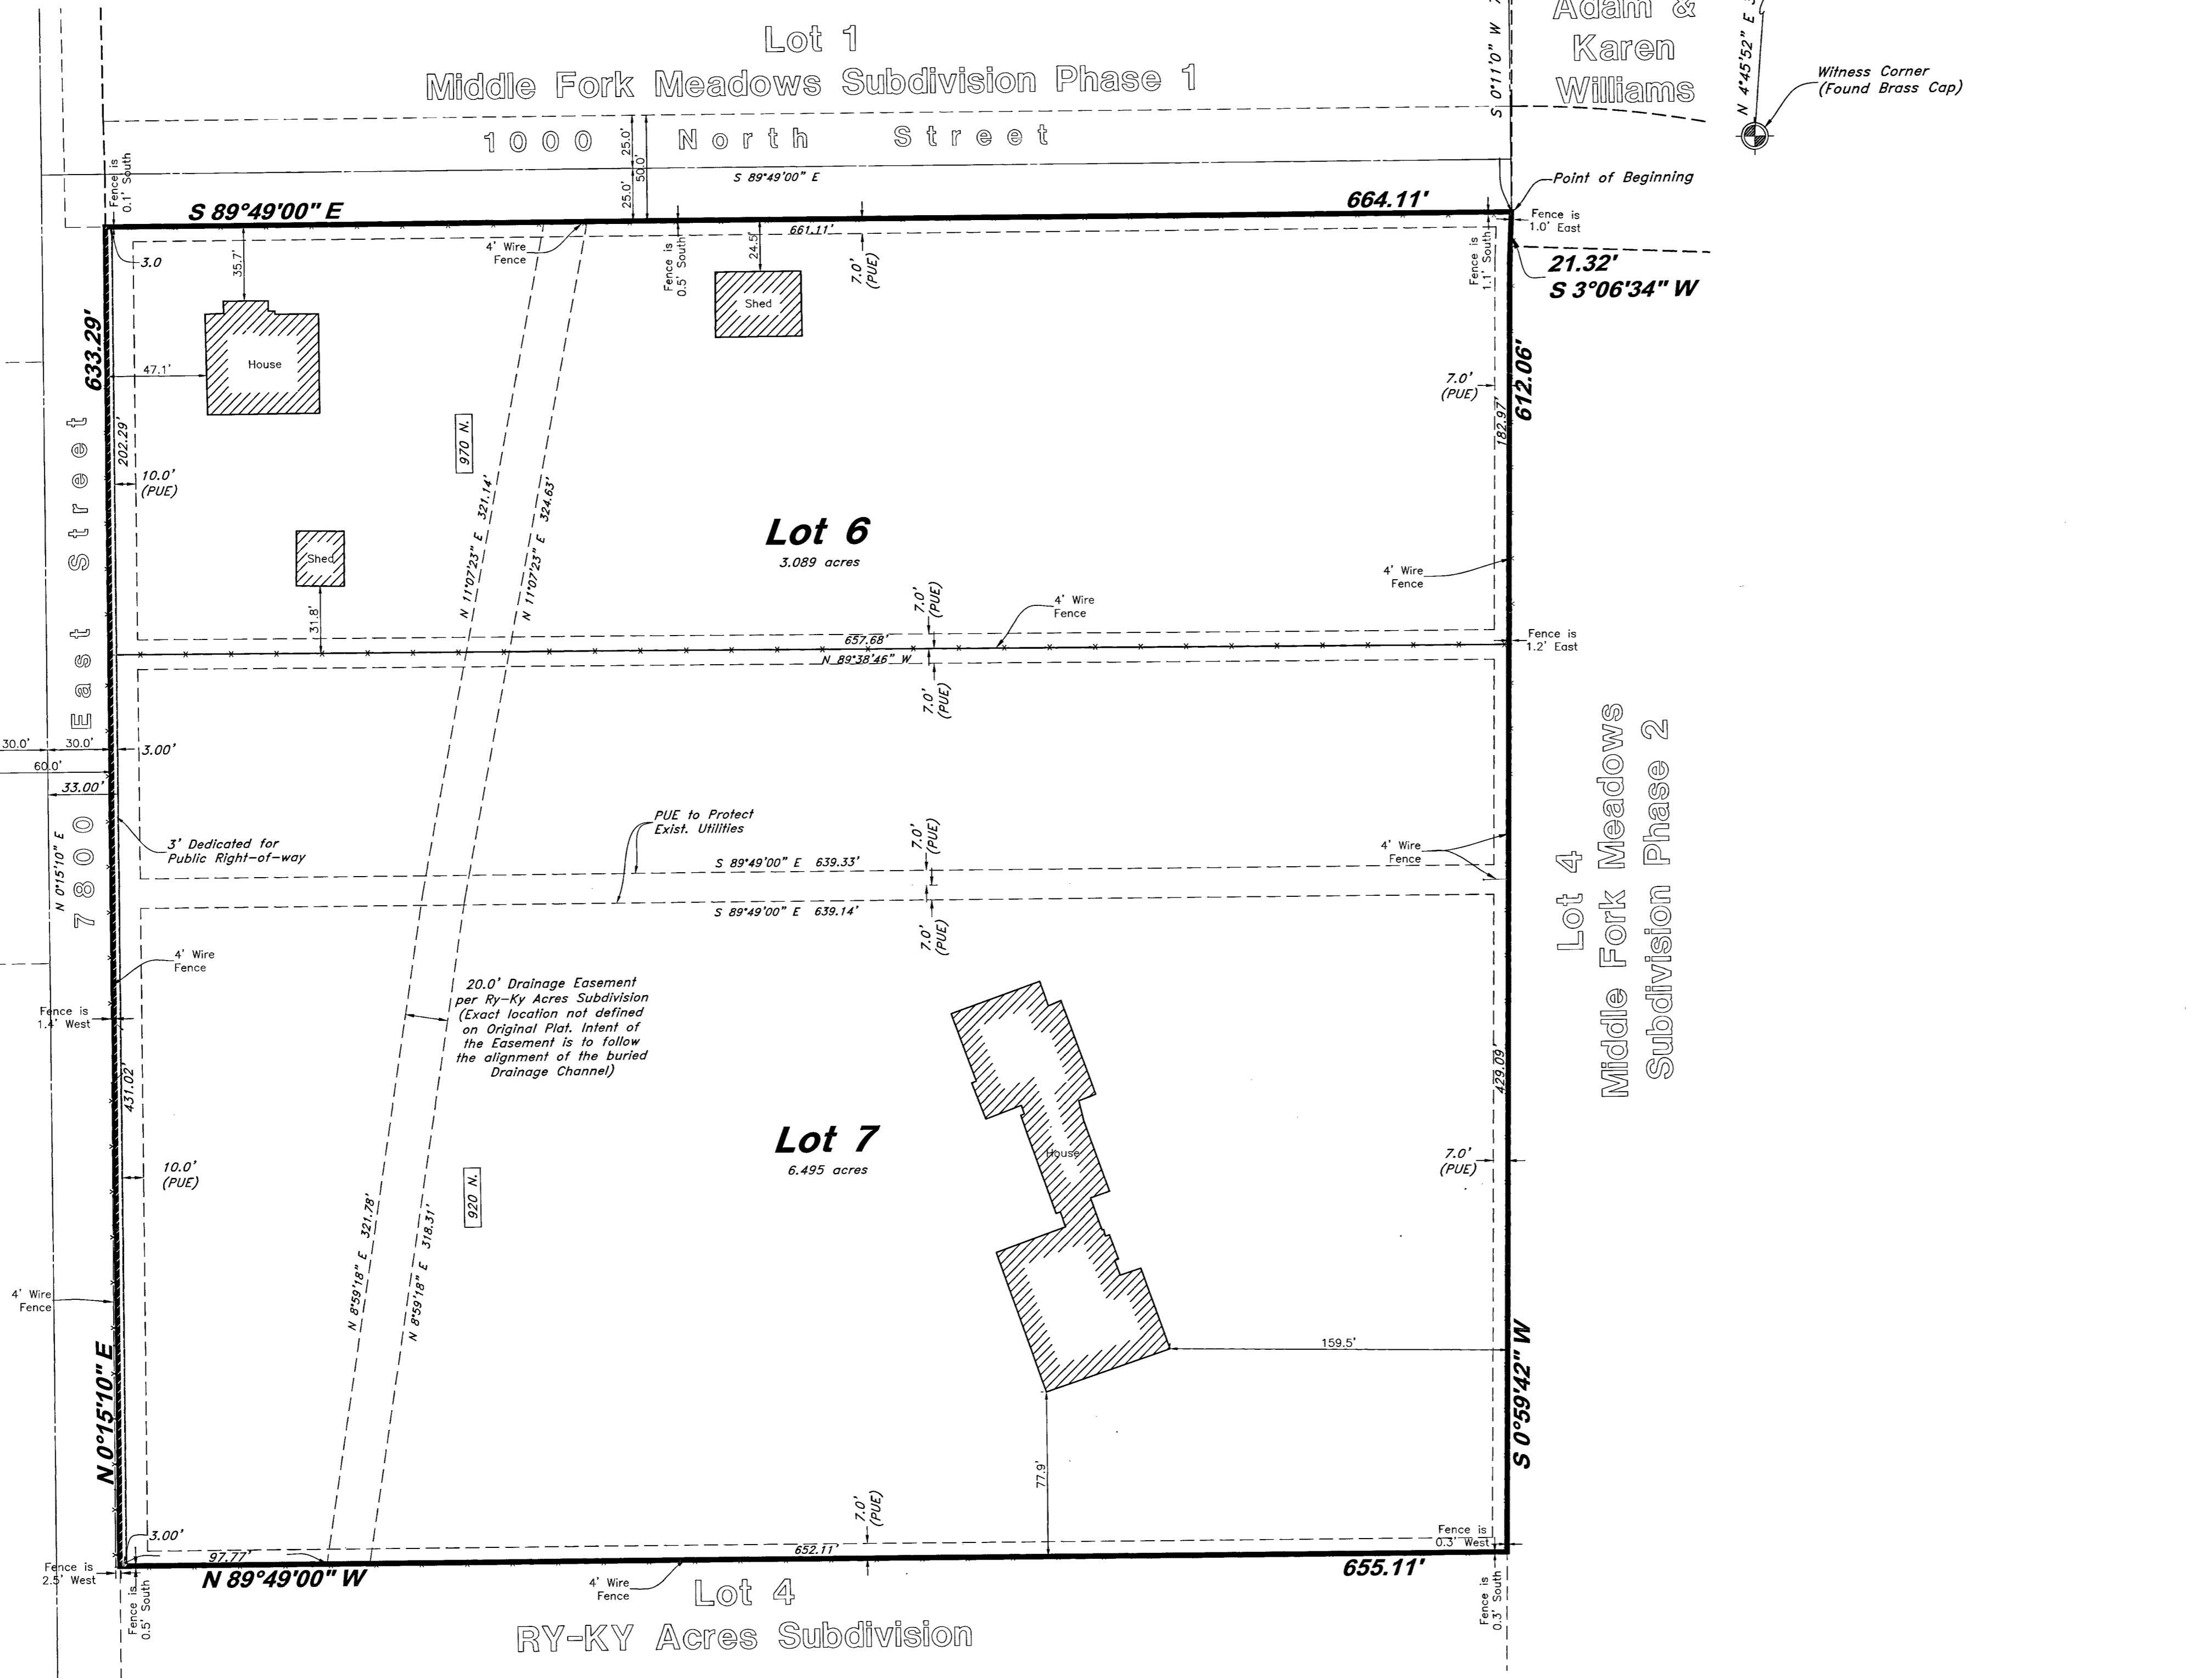 Lot 1
Middle Fork Meadows Subdivision Phase 1
Adam &
Karen
Williams
S 0°11'0" W
N 4°45'52" E
Witness Corner
(Found Brass Cap)
1000 North Street
25.0'
50.0'
25.0'
S 89°49'00" E
Fence is
0.1' South
Point of Beginning
S 89°49'00" E
664.11'
Fence is
1.0' East
4' Wire
Fence
661.11'
3.0
35.7'
Fence is
0.5' South
24.5'
7.0'
(PUE)
Fence is
1.1' South
21.32'
S 3°06'34" W
Shed
House
633.29'
47.1'
612.06'
7.0'
(PUE)
182.97'
202.29'
970 N.
10.0'
(PUE)
N 11°07'23" E 321.14'
N 11°07'23" E 324.63'
Lot 6
3.089 acres
Shed
31.8'
4' Wire
Fence
7.0'
(PUE)
4' Wire
Fence
657.68'
N 89°38'46" W
7.0'
(PUE)
Fence is
1.2' East
7800 East Street
30.0'
30.0'
3.00'
60.0'
33.00'
N 0°15'10" E
3' Dedicated for
Public Right-of-way
PUE to Protect
Exist. Utilities
7.0'
(PUE)
S 89°49'00" E 639.33'
S 89°49'00" E 639.14'
7.0'
(PUE)
4' Wire
Fence
Lot 4
Middle Fork Meadows
Subdivision Phase 2
4' Wire
Fence
Fence is
1.4' West
20.0' Drainage Easement
per Ry-Ky Acres Subdivision
(Exact location not defined
on Original Plat. Intent of
the Easement is to follow
the alignment of the buried
Drainage Channel)
431.02'
429.09'
Lot 7
6.495 acres
House
10.0'
(PUE)
920 N.
7.0'
(PUE)
N 8°59'18" E 321.78'
N 8°59'18" E 318.31'
4' Wire
Fence
159.5'
N 0°15'10" E
S 0°59'42" W
77.9'
7.0'
(PUE)
3.00'
97.77'
652.11'
Fence is
0.3' West
Fence is
2.5' West
N 89°49'00" W
655.11'
Fence is
0.5' South
4' Wire
Fence
Fence is
0.3' South
Lot 4
RY-KY Acres Subdivision